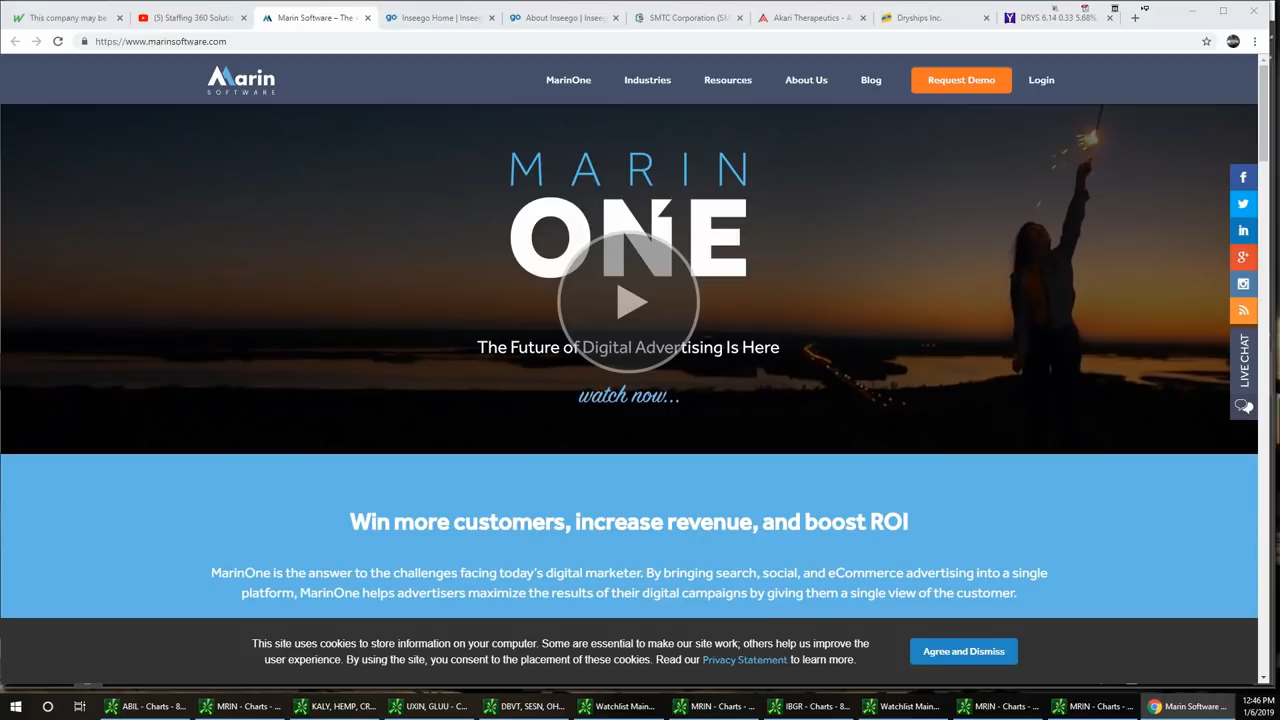 This company may be
(5) Staffing 360 Soluti
Marin Software – The
Inseego Home | Inseeg
About Inseego | Inseeg
SMTC Corporation (SM
Akari Therapeutics - A
Dryships Inc.
DRYS 6.14 0.33 5.68%
https://www.marinsoftware.com
Marin
SOFTWARE
MarinOne
Industries
Resources
About Us
Blog
Request Demo
Login
MARIN
ONE
The Future of Digital Advertising Is Here
watch now...
LIVE CHAT
Win more customers, increase revenue, and boost ROI
MarinOne is the answer to the challenges facing today's digital marketer. By bringing search, social, and eCommerce advertising into a single
platform, MarinOne helps advertisers maximize the results of their digital campaigns by giving them a single view of the customer.
This site uses cookies to store information on your computer. Some are essential to make our site work; others help us improve the
user experience. By using the site, you consent to the placement of these cookies. Read our Privacy Statement to learn more.
Agree and Dismiss
ABIL - Charts - 8...
MRIN - Charts - ...
KALY, HEMP, CR...
UXIN, GLUU - C...
DBVT, SESN, OH...
Watchlist Main...
MRIN - Charts - ...
IBGR - Charts - 8...
Watchlist Main...
MRIN - Charts - ...
MRIN - Charts - ...
Marin Software ...
12:46 PM
1/6/2019